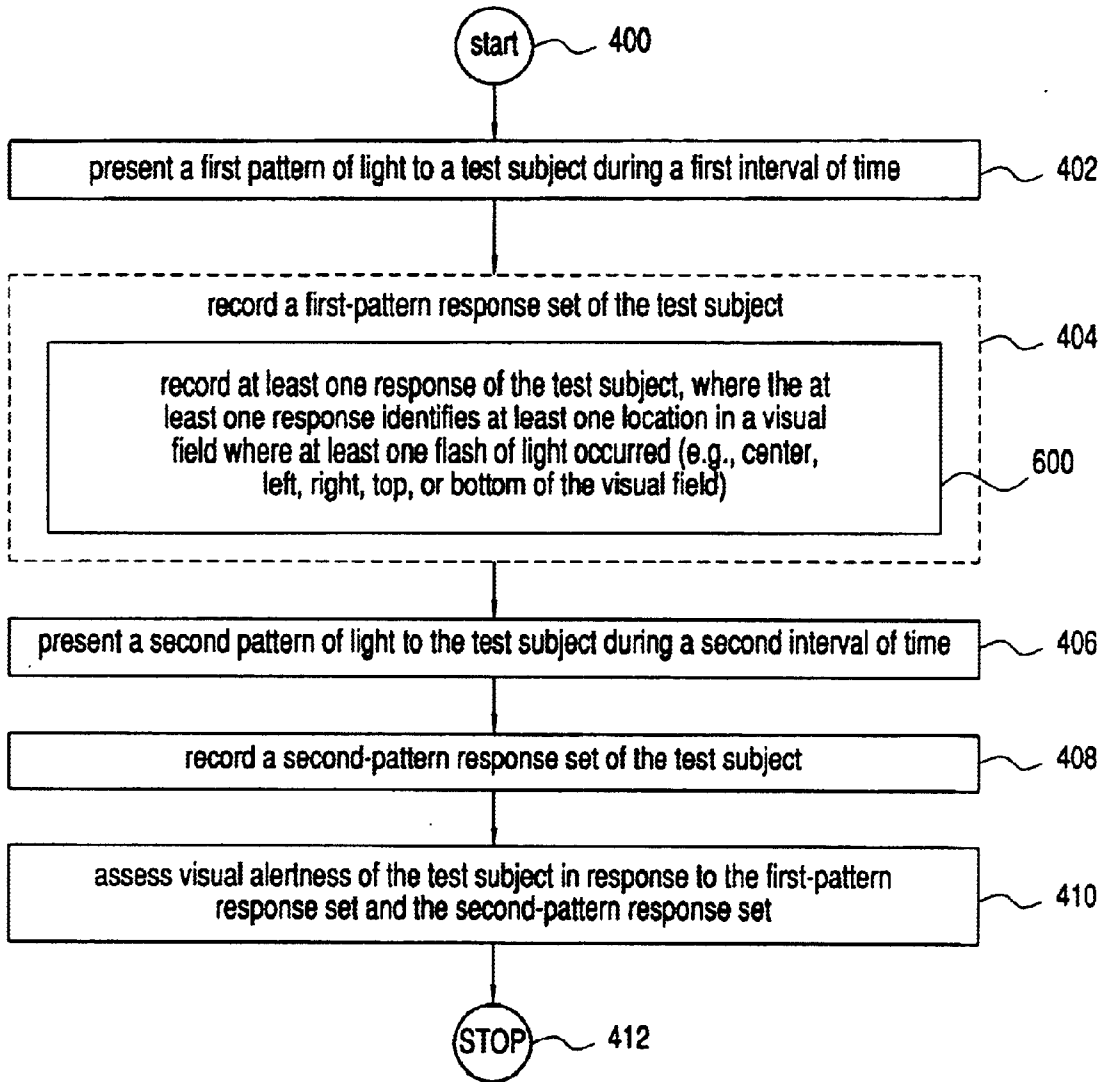 start
400
present a first pattern of light to a test subject during a first interval of time
402
record a first-pattern response set of the test subject
404
record at least one response of the test subject, where the at
least one response identifies at least one location in a visual
field where at least one flash of light occurred (e.g., center,
left, right, top, or bottom of the visual field)
600
present a second pattern of light to the test subject during a second interval of time
406
record a second-pattern response set of the test subject
408
assess visual alertness of the test subject in response to the first-pattern
response set and the second-pattern response set
410
STOP
412